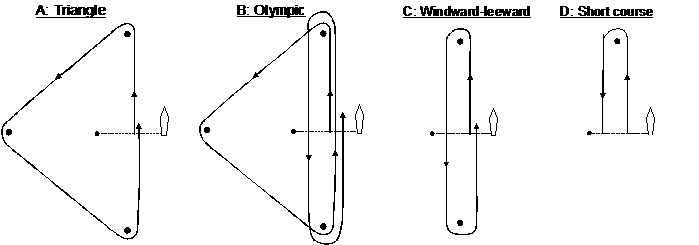 A: Triangle
B: Olympic
C: Windward-leeward
D: Short course